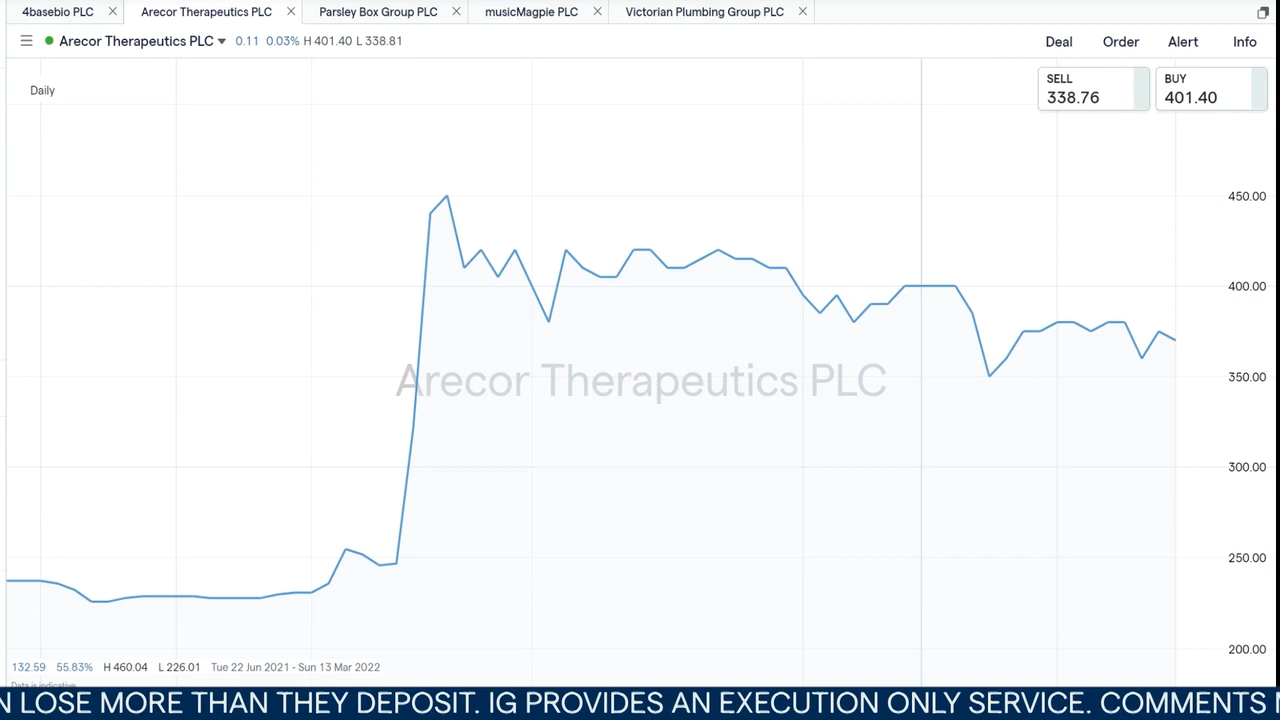 4basebio PLC Arecor Therapeutics PLC Parsley Box Group PLC musicMagpie PLC Victorian Plumbing Group PLC
Arecor Therapeutics PLC 0.11 0.03% H 401.40 L 338.81 Deal Order Alert Info
SELL BUY
338.76 401.40
Daily
450.00
400.00
Arecor Therapeutics PLC
350.00
300.00
250.00
200.00
132.59 55.83% H 460.04 L 226.01 Tue 22 Jun 2021 - Sun 13 Mar 2022
Data is indicative
N LOSE MORE THAN THEY DEPOSIT. IG PROVIDES AN EXECUTION ONLY SERVICE. COMMENTS